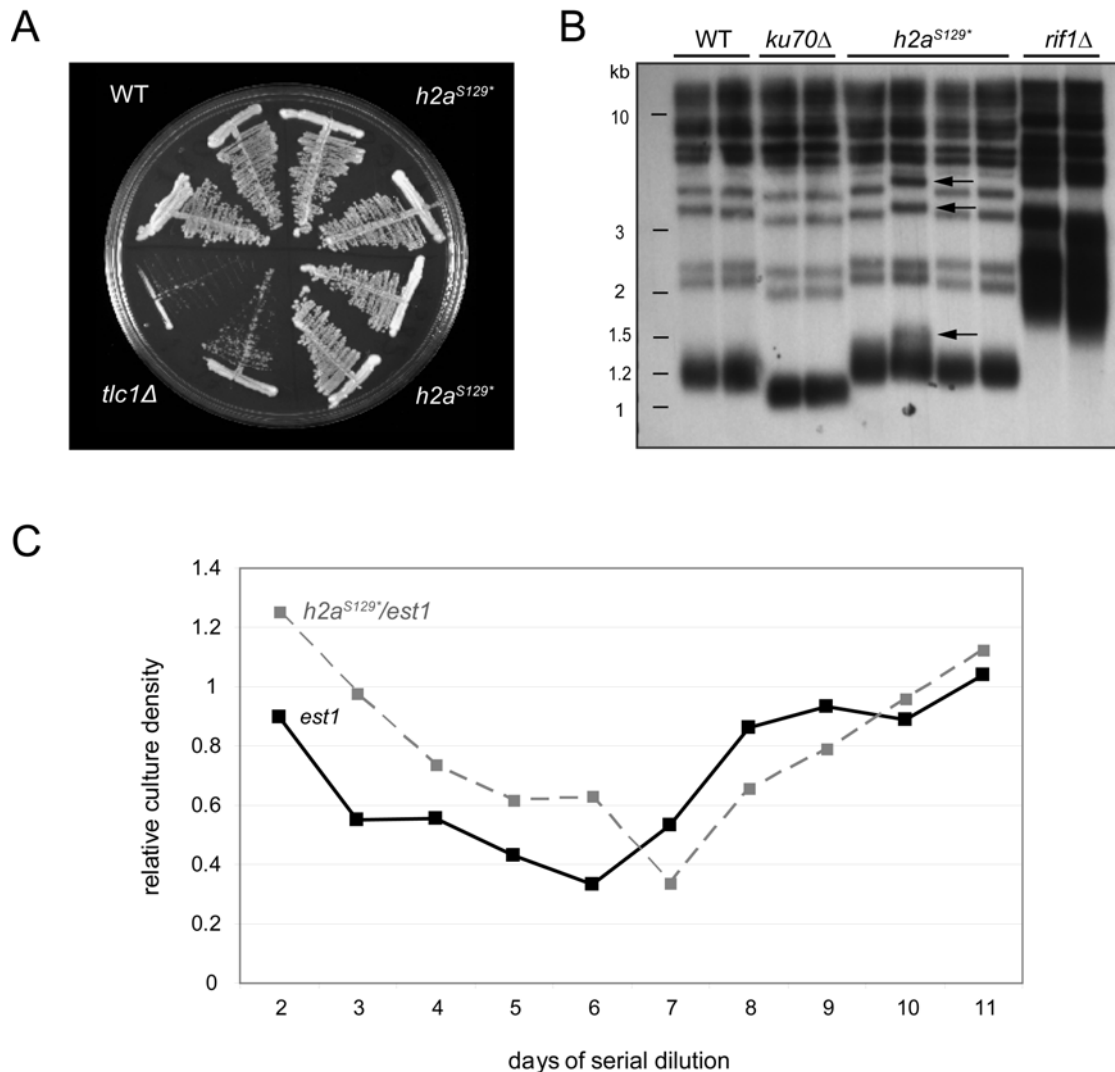 A
WT
h2a^S129*
tlc1Δ
h2a^S129*
B
WT ku70Δ h2a^S129* rif1Δ
kb
10
3
2
1.5
1.2
1
C
1.4
1.2
1
0.8
0.6
0.4
0.2
0
relative culture density
h2a^S129*/est1
est1
2 3 4 5 6 7 8 9 10 11
days of serial dilution